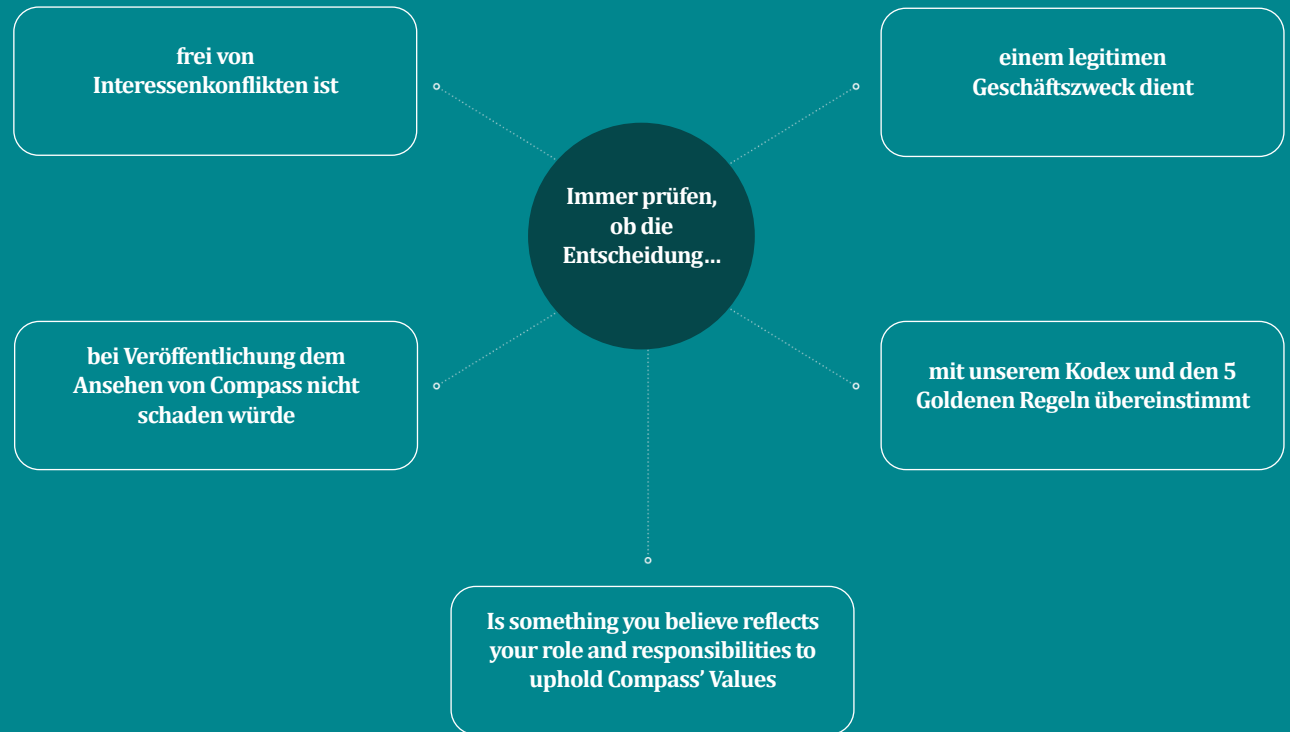 frei von
Interessenkonflikten ist
einem legitimen
Geschäftszweck dient
Immer prüfen,
ob die
Entscheidung...
bei Veröffentlichung dem
Ansehen von Compass nicht
schaden würde
mit unserem Kodex und den 5
Goldenen Regeln übereinstimmt
Is something you believe reflects
your role and responsibilities to
uphold Compass’ Values